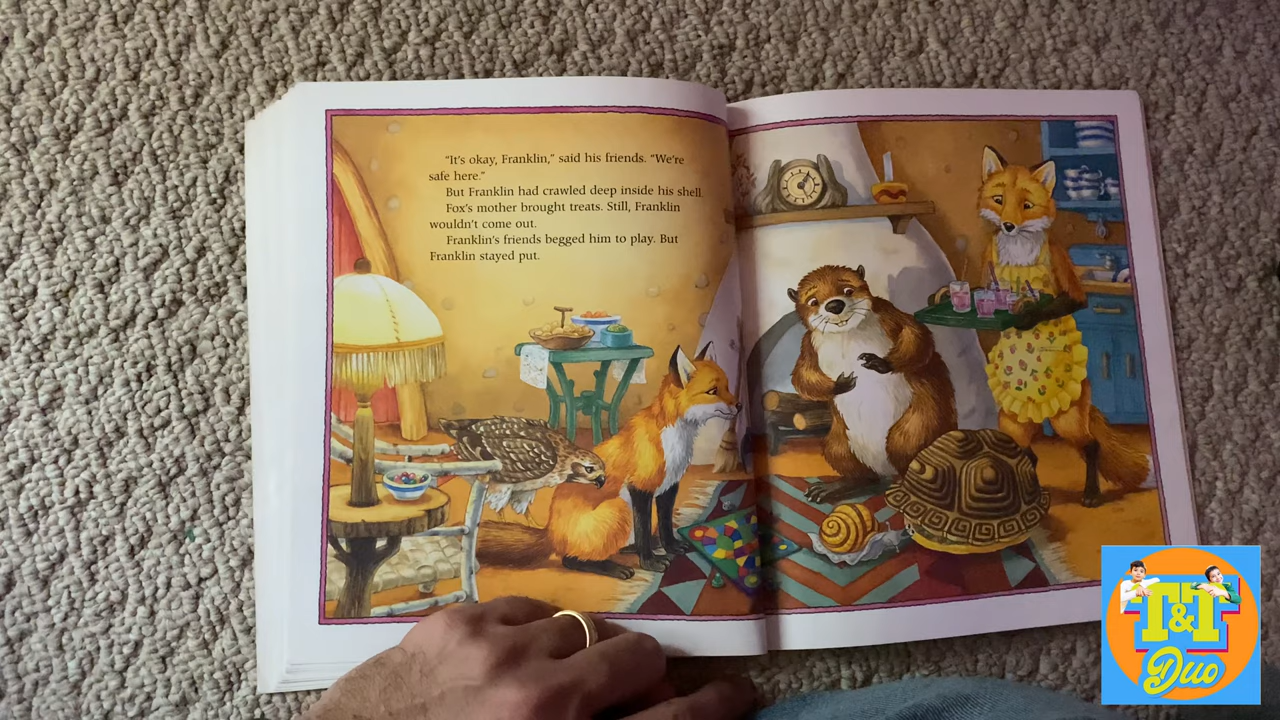 "It's okay, Franklin," said his friends. "We're
safe here."
But Franklin had crawled deep inside his shell.
Fox's mother brought treats. Still, Franklin
wouldn't come out.
Franklin's friends begged him to play. But
Franklin stayed put.
T&T
Duo